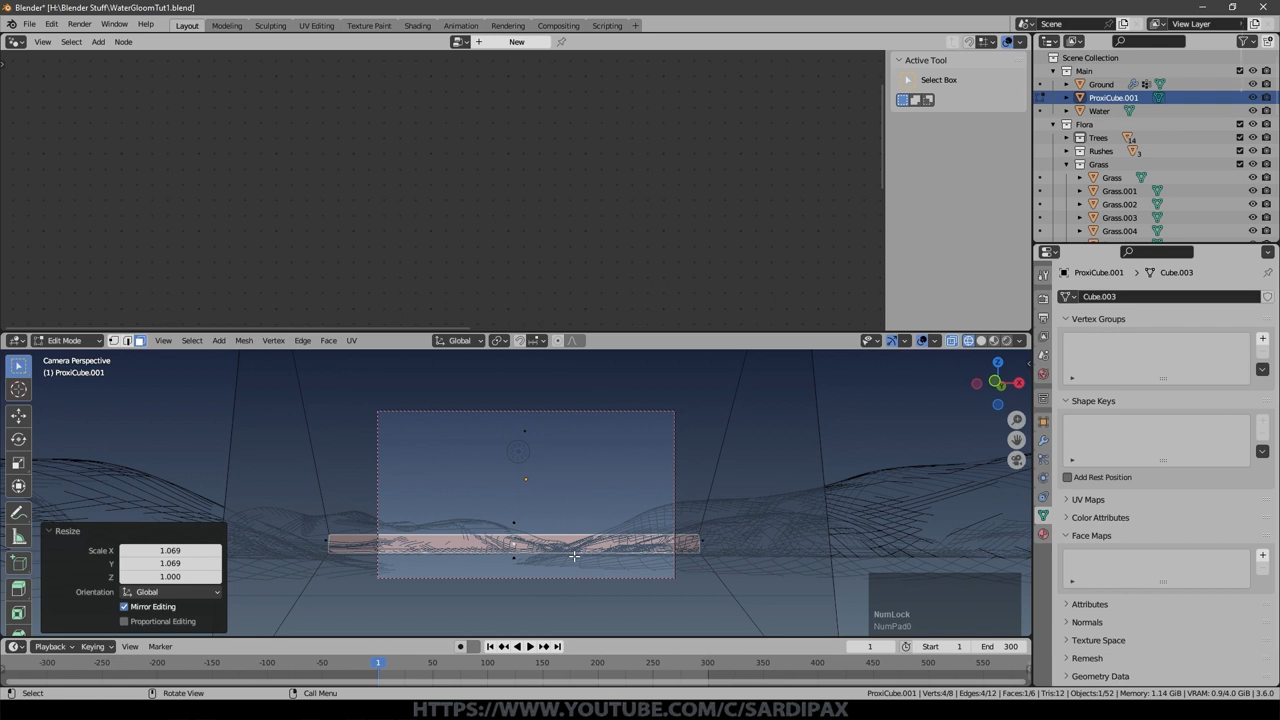 Blender* [H:\Blender Stuff\WaterGloomTut1.blend]
File Edit Render Window Help Layout Modeling Sculpting UV Editing Texture Paint Shading Animation Rendering Compositing Scripting + Scene View Layer
View Select Add Node + New
Active Tool
Select Box
Scene Collection
Main
Ground
ProxiCube.001
Water
Flora
Trees 14
Rushes 3
Grass
Grass
Grass.001
Grass.002
Grass.003
Grass.004
ProxiCube.001 > Cube.003
Cube.003
Vertex Groups
Shape Keys
Add Rest Position
UV Maps
Color Attributes
Face Maps
Attributes
Normals
Texture Space
Remesh
Geometry Data
Edit Mode View Select Add Mesh Vertex Edge Face UV Global
Camera Perspective
(1) ProxiCube.001
Z
X
Resize
Scale X 1.069
Y 1.069
Z 1.000
Orientation Global
Mirror Editing
Proportional Editing
NumLock
NumPad0
Playback Keying View Marker 1 Start 1 End 300
-300 -250 -200 -150 -100 -50 1 50 100 150 200 250 300 350 400 450 500 550
Select Rotate View Call Menu ProxiCube.001 | Verts:4/8 | Edges:4/12 | Faces:1/6 | Tris:12 | Objects:1/52 | Memory: 1.14 GiB | VRAM: 0.9/4.0 GiB | 3.6.0
HTTPS://WWW.YOUTUBE.COM/C/SARDIPAX